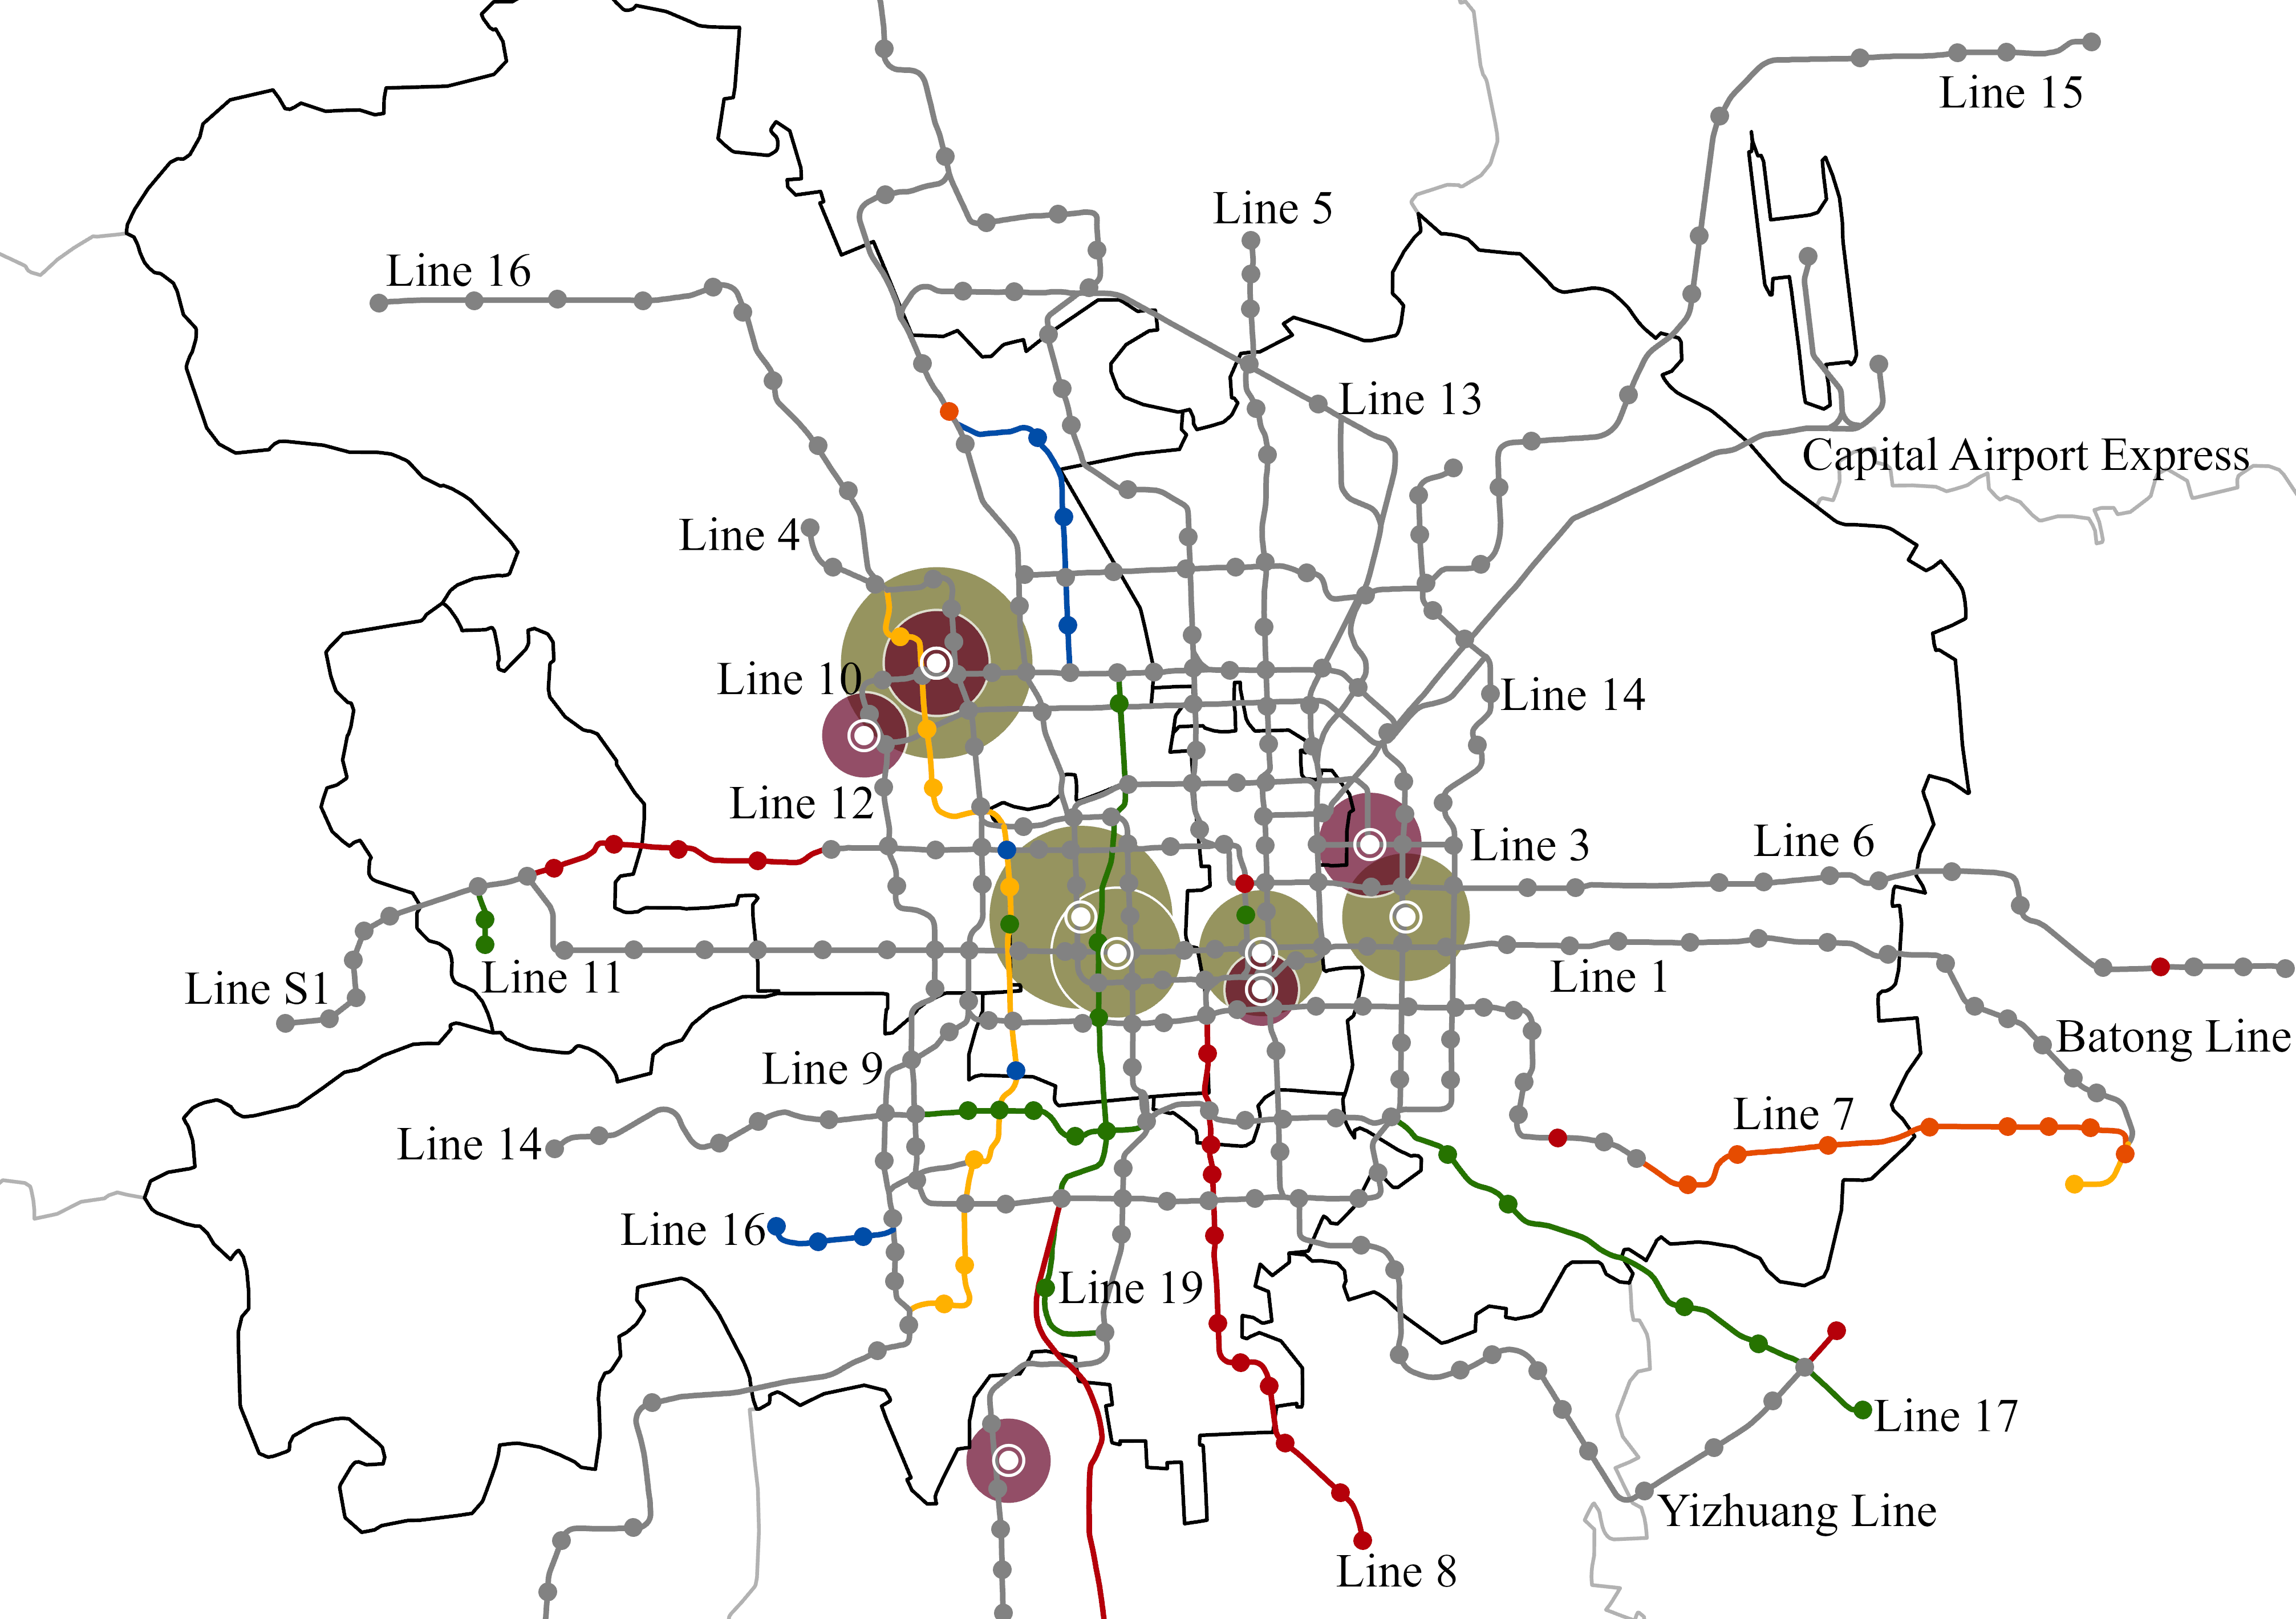 Line 15
Line 5
Line 16
Line 13
Capital Airport Express
Line 4
Line 10
Line 14
Line 12
Line 3
Line 6
Line S1
Line 11
Line 1
Batong Line
Line 9
Line 7
Line 14
Line 16
Line 19
Line 17
Yizhuang Line
Line 8